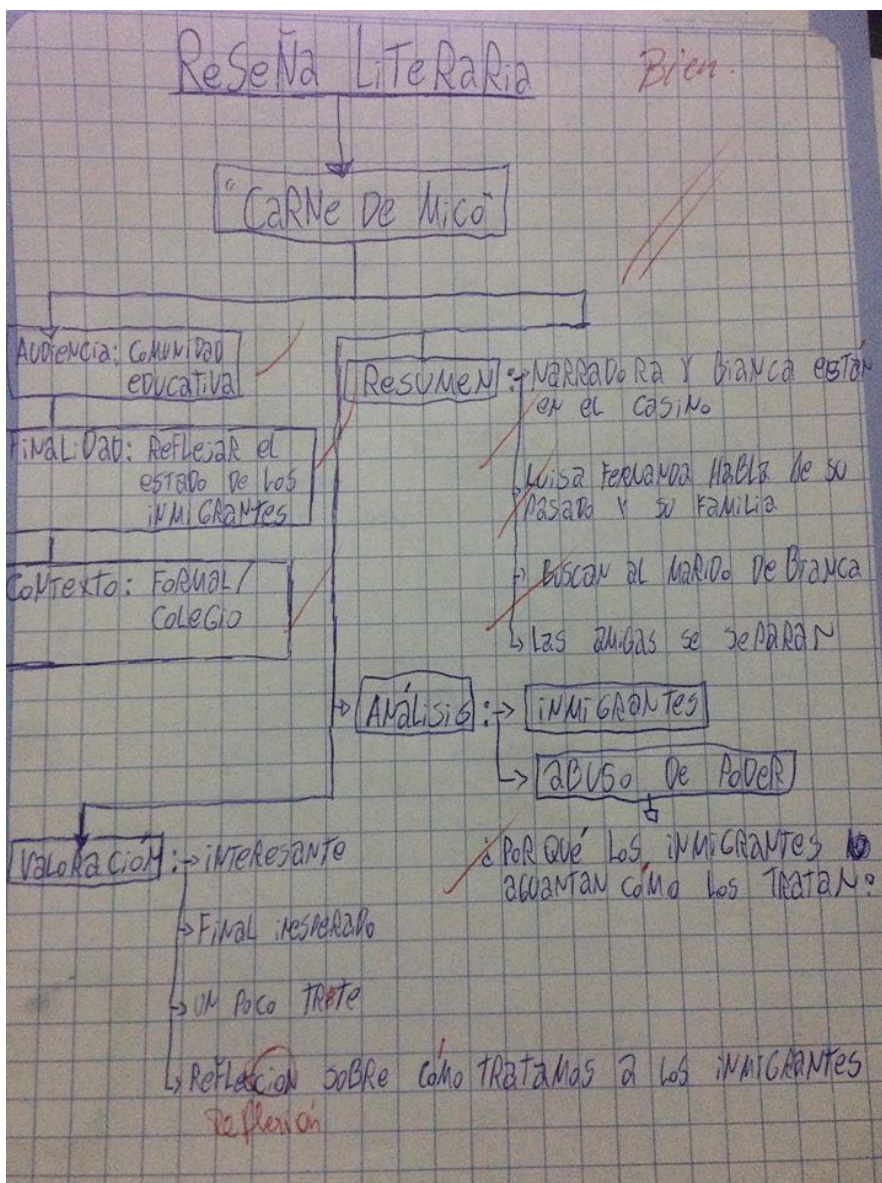 ReSeÑa LiTeRaRia
Bien.
"CaRNe De Mico"
AUDieNCia: CoMUNiDaD
eDUCaTiVa
FiNaLiDaD: ReFLeJaR el
eSTaDo De LoS
iNMiGRaNTeS
CoNTexTo: FoRMaL/
CoLeGio
ReSUMeN: → NaRRaDoRa Y BiaNCa eSTáN
eN eL CaSiNo
LUiSa FeRNaNDa HaBLa De SU
PaSaDo Y SU FaMiLia
BUSCaN aL MaRiDo De BiaNCa
LaS aMiGaS Se SePaRaN
ANáLiSiS: → iNMiGRaNTeS
aBUSo De PoDeR
¿PoR QUé LoS iNMiGRaNTeS
aGUaNTaN CóMo LoS TRaTaN?
VaLoRaCióN: → iNTeReSaNTe
FiNaL iNeSPeRaDo
UN PoCo TRiSTe
ReFLeCCioN SoBRe CóMo TRaTaMoS a LoS iNMiGRaNTeS
Reflexión